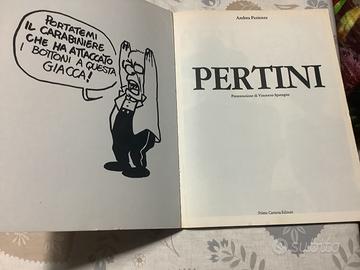 PORTATEMI
IL CARABINIERE
CHE HA ATTACCATO
I BOTTONI A QUESTA
GIACCA!
Andrea Pazienza
PERTINI
Presentazione di Vincenzo Sparagna
Primo Carnera Editore
subito